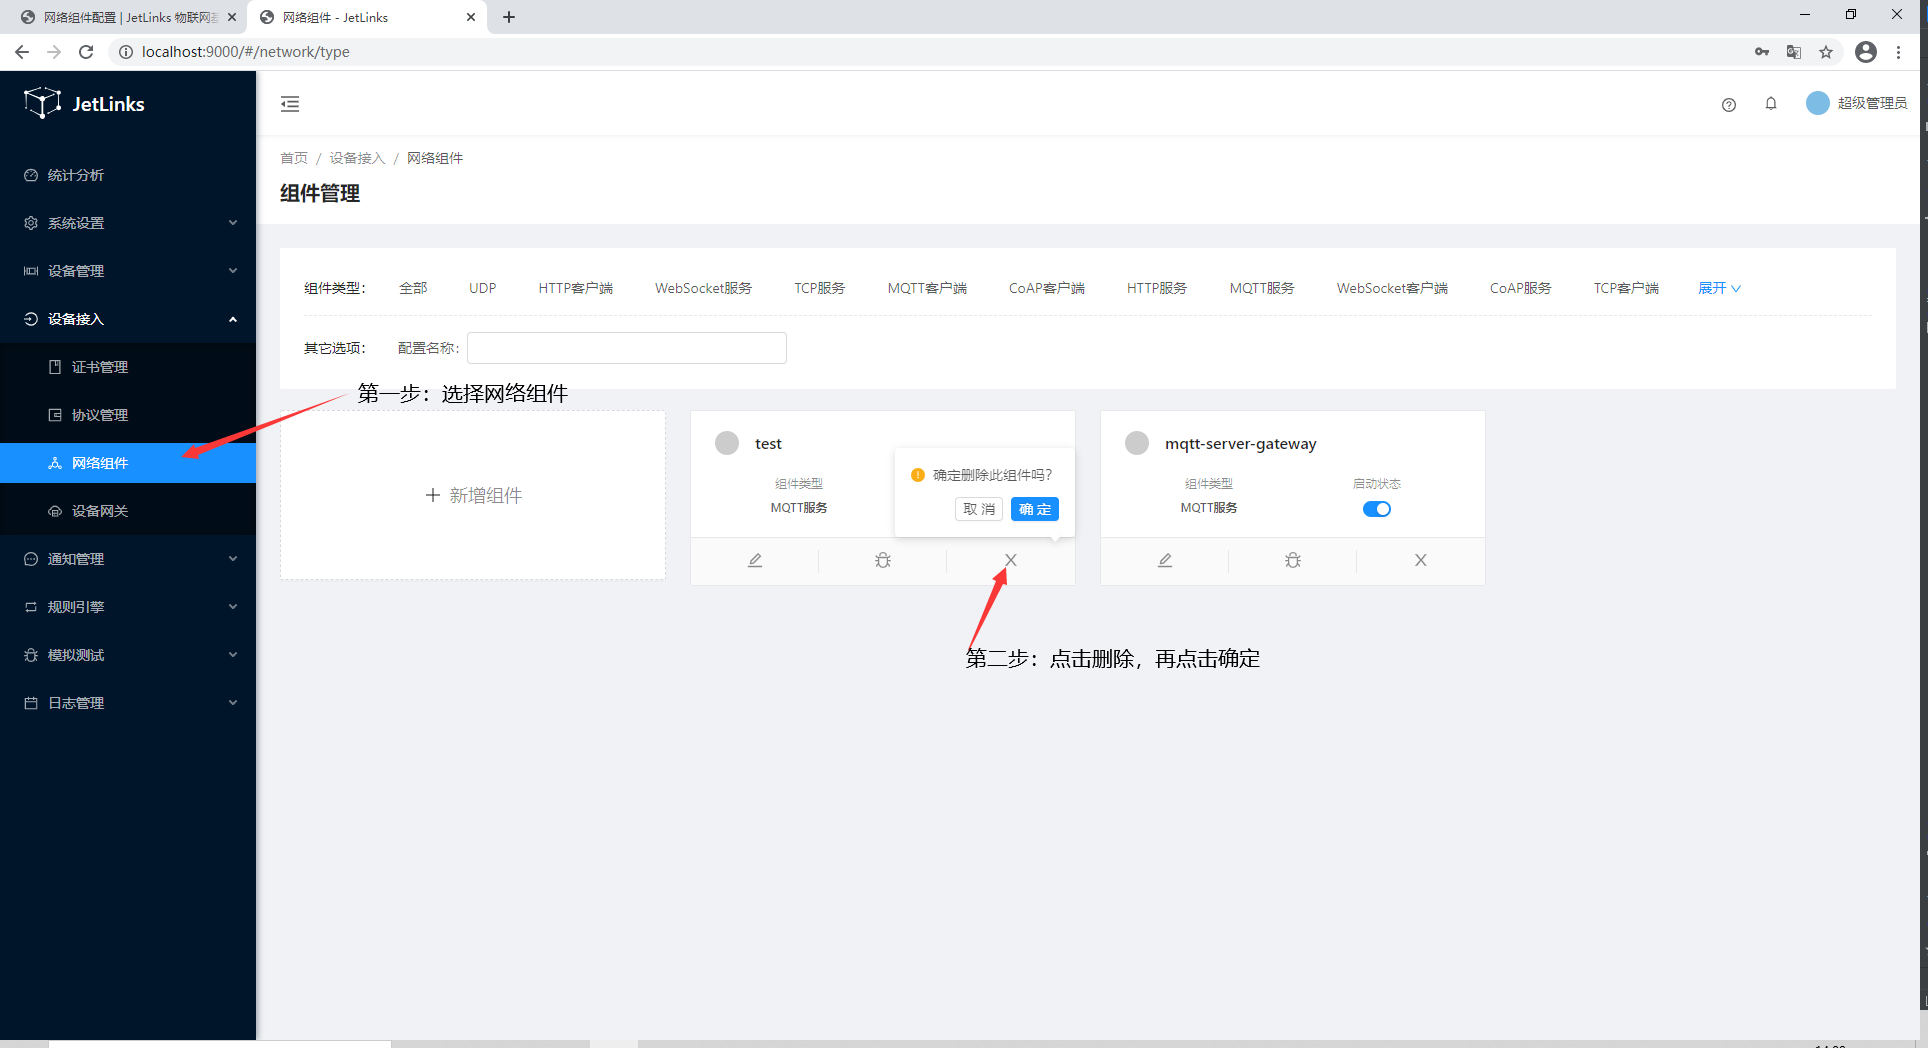 网络组件配置 | JetLinks 物联网
网络组件 - JetLinks
localhost:9000/#/network/type
JetLinks
超级管理员
统计分析
系统设置
设备管理
设备接入
证书管理
协议管理
网络组件
设备网关
通知管理
规则引擎
模拟测试
日志管理
首页 / 设备接入 / 网络组件
组件管理
组件类型： 全部 UDP HTTP客户端 WebSocket服务 TCP服务 MQTT客户端 CoAP客户端 HTTP服务 MQTT服务 WebSocket客户端 CoAP服务 TCP客户端 展开
其它选项： 配置名称：
第一步：选择网络组件
新增组件
test
组件类型
MQTT服务
确定删除此组件吗？
取 消 确 定
mqtt-server-gateway
组件类型 启动状态
MQTT服务
第二步：点击删除，再点击确定